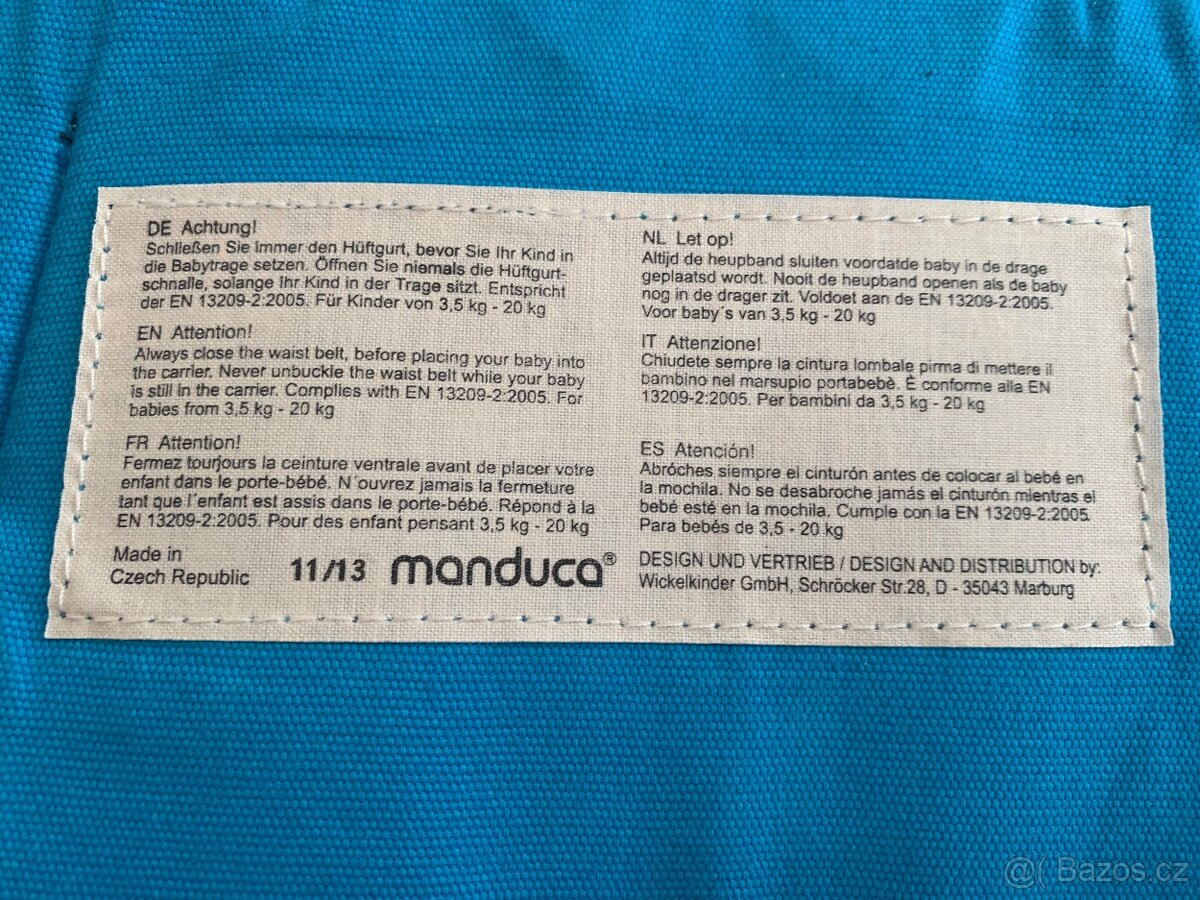 DE Achtung!
Schließen Sie immer den Hüftgurt, bevor Sie Ihr Kind in
die Babytrage setzen. Öffnen Sie niemals die Hüftgurt-
schnalle, solange Ihr Kind in der Trage sitzt. Entspricht
der EN 13209-2:2005. Für Kinder von 3,5 kg - 20 kg
EN Attention!
Always close the waist belt, before placing your baby into
the carrier. Never unbuckle the waist belt while your baby
is still in the carrier. Complies with EN 13209-2:2005. For
babies from 3,5 kg - 20 kg
FR Attention!
Fermez tourjours la ceinture ventrale avant de placer votre
enfant dans le porte-bébé. N´ouvrez jamais la fermeture
tant que l´enfant est assis dans le porte-bébé. Répond à la
EN 13209-2:2005. Pour des enfant pensant 3,5 kg - 20 kg
Made in
Czech Republic
11/13
manduca®
NL Let op!
Altijd de heupband sluiten voordatde baby in de drage
geplaatsd wordt. Nooit de heupband openen als de baby
nog in de drager zit. Voldoet aan de EN 13209-2:2005.
Voor baby´s van 3,5 kg - 20 kg
IT Attenzione!
Chiudete sempre la cintura lombale pirma di mettere il
bambino nel marsupio portabebè. È conforme alla EN
13209-2:2005. Per bambini da 3,5 kg - 20 kg
ES Atención!
Abróches siempre el cinturón antes de colocar al bebé en
la mochila. No se desabroche jamás el cinturón mientras el
bebé esté en la mochila. Cumple con la EN 13209-2:2005.
Para bebés de 3,5 - 20 kg
DESIGN UND VERTRIEB / DESIGN AND DISTRIBUTION by:
Wickelkinder GmbH, Schröcker Str.28, D - 35043 Marburg
@( Bazos.cz